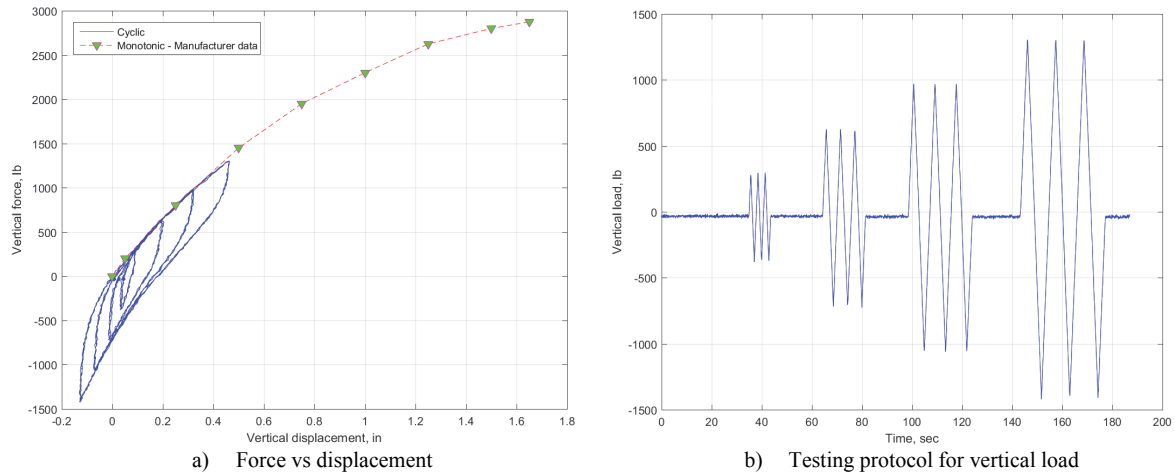 3000
2500
2000
1500
1000
500
0
-500
-1000
-1500
-0.2 0 0.2 0.4 0.6 0.8 1 1.2 1.4 1.6 1.8
Vertical force, lb
Vertical displacement, in
Cyclic
Monotonic - Manufacturer data
a) Force vs displacement
1500
1000
500
0
-500
-1000
-1500
0 20 40 60 80 100 120 140 160 180 200
Vertical load, lb
Time, sec
b) Testing protocol for vertical load